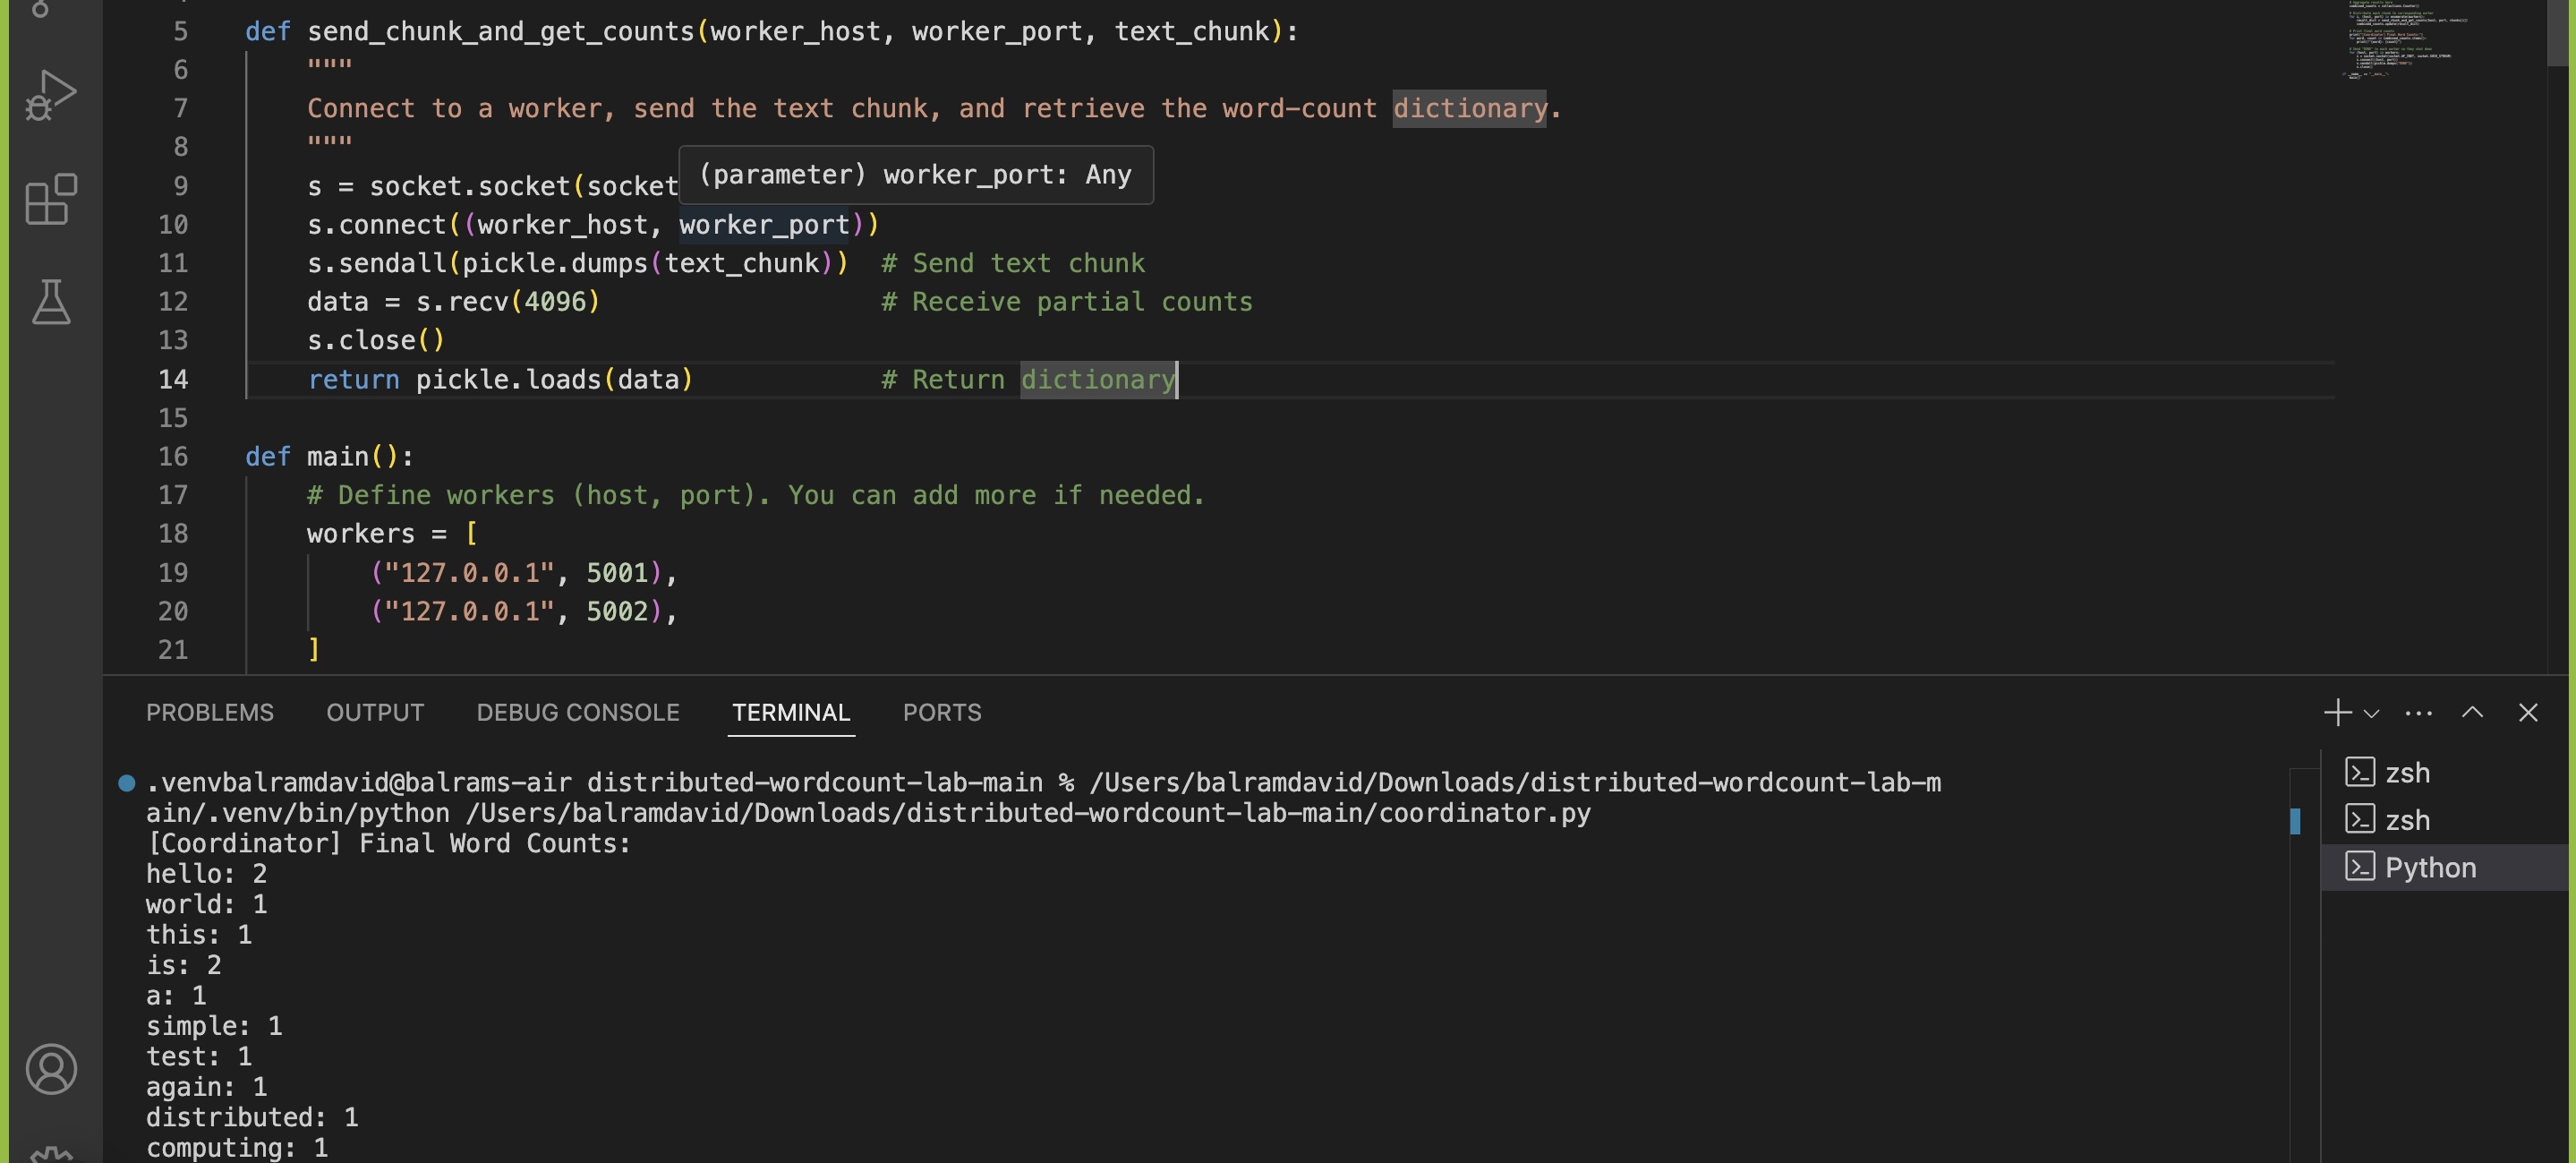 5 def send_chunk_and_get_counts(worker_host, worker_port, text_chunk):
6 """
7 Connect to a worker, send the text chunk, and retrieve the word-count dictionary.
8 """
(parameter) worker_port: Any
9 s = socket.socket(socket
10 s.connect((worker_host, worker_port))
11 s.sendall(pickle.dumps(text_chunk)) # Send text chunk
12 data = s.recv(4096) # Receive partial counts
13 s.close()
14 return pickle.loads(data) # Return dictionary
15
16 def main():
17 # Define workers (host, port). You can add more if needed.
18 workers = [
19 ("127.0.0.1", 5001),
20 ("127.0.0.1", 5002),
21 ]
PROBLEMS OUTPUT DEBUG CONSOLE TERMINAL PORTS
.venvbalramdavid@balrams-air distributed-wordcount-lab-main % /Users/balramdavid/Downloads/distributed-wordcount-lab-m
ain/.venv/bin/python /Users/balramdavid/Downloads/distributed-wordcount-lab-main/coordinator.py
[Coordinator] Final Word Counts:
hello: 2
world: 1
this: 1
is: 2
a: 1
simple: 1
test: 1
again: 1
distributed: 1
computing: 1
zsh
zsh
Python